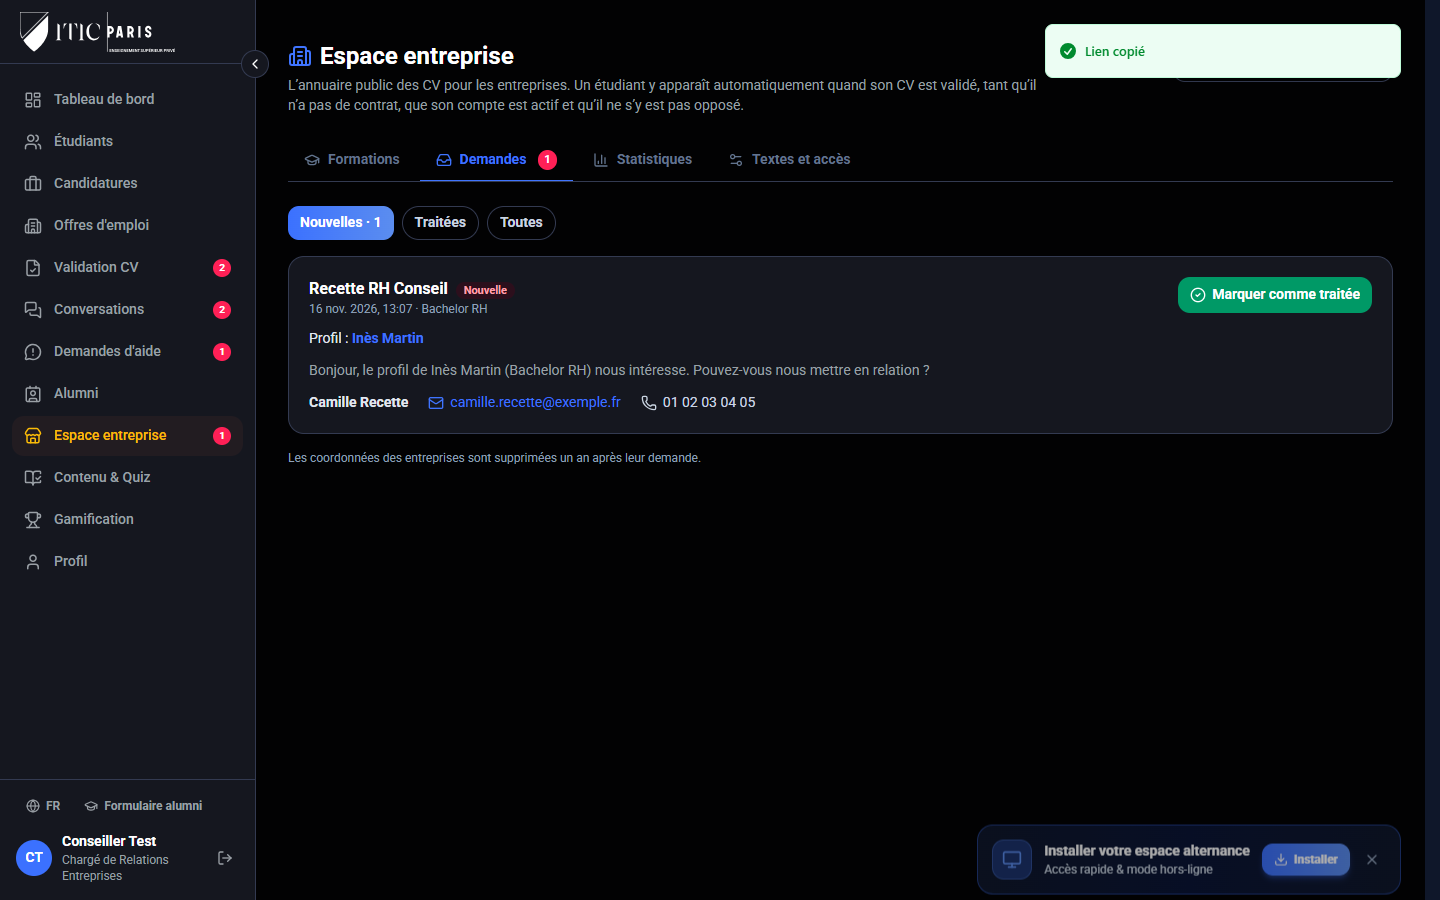 ITIC PARIS
ENSEIGNEMENT SUPÉRIEUR PRIVÉ
Tableau de bord
Étudiants
Candidatures
Offres d'emploi
Validation CV 2
Conversations 2
Demandes d'aide 1
Alumni
Espace entreprise 1
Contenu & Quiz
Gamification
Profil
FR Formulaire alumni
CT
Conseiller Test
Chargé de Relations
Entreprises
Espace entreprise
L’annuaire public des CV pour les entreprises. Un étudiant y apparaît automatiquement quand son CV est validé, tant qu’il
n’a pas de contrat, que son compte est actif et qu’il ne s’y est pas opposé.
Lien copié
Formations Demandes 1 Statistiques Textes et accès
Nouvelles · 1 Traitées Toutes
Recette RH Conseil Nouvelle
16 nov. 2026, 13:07 · Bachelor RH
Marquer comme traitée
Profil : Inès Martin
Bonjour, le profil de Inès Martin (Bachelor RH) nous intéresse. Pouvez-vous nous mettre en relation ?
Camille Recette camille.recette@exemple.fr 01 02 03 04 05
Les coordonnées des entreprises sont supprimées un an après leur demande.
Installer votre espace alternance
Accès rapide & mode hors-ligne
Installer